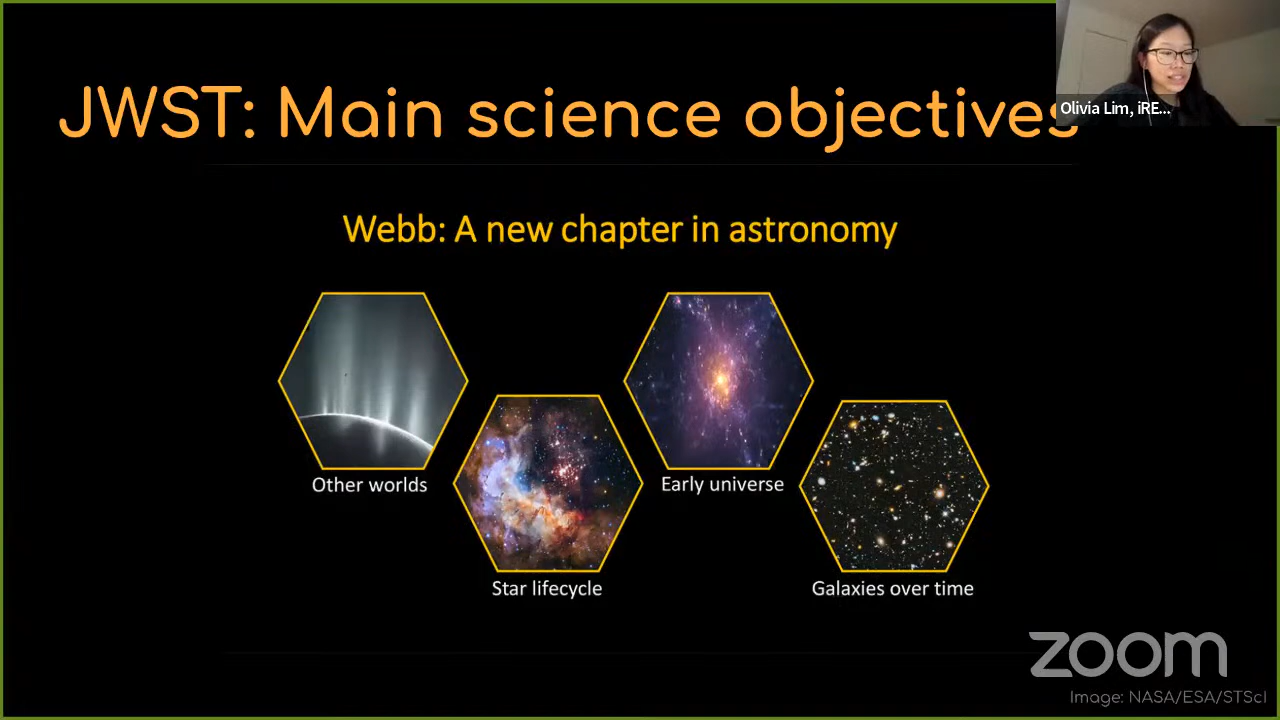 JWST: Main science objectives
Olivia Lim, iRE...
Webb: A new chapter in astronomy
Other worlds
Early universe
Star lifecycle
Galaxies over time
zoom
Image: NASA/ESA/STScI